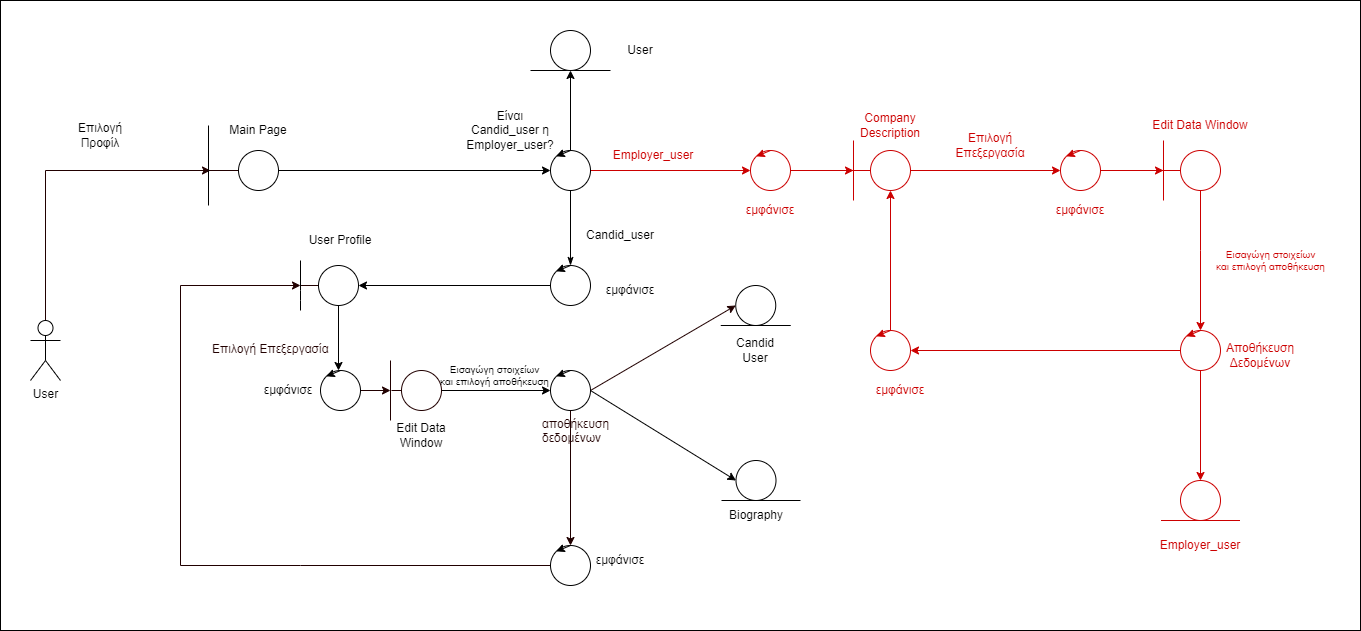 User
Επιλογή
Προφίλ
Main Page
Είναι
Candid_user η
Employer_user?
Employer_user
Company
Description
Επιλογή
Επεξεργασία
Edit Data Window
εμφάνισε
εμφάνισε
Candid_user
User Profile
εμφάνισε
Εισαγώγη στοιχείων
και επιλογή αποθήκευση
User
Επιλογή Επεξεργασία
εμφάνισε
Edit Data
Window
Εισαγώγη στοιχείων
και επιλογή αποθήκευση
αποθήκευση
δεδομένων
Candid
User
Biography
εμφάνισε
Αποθήκευση
Δεδομένων
εμφάνισε
Employer_user